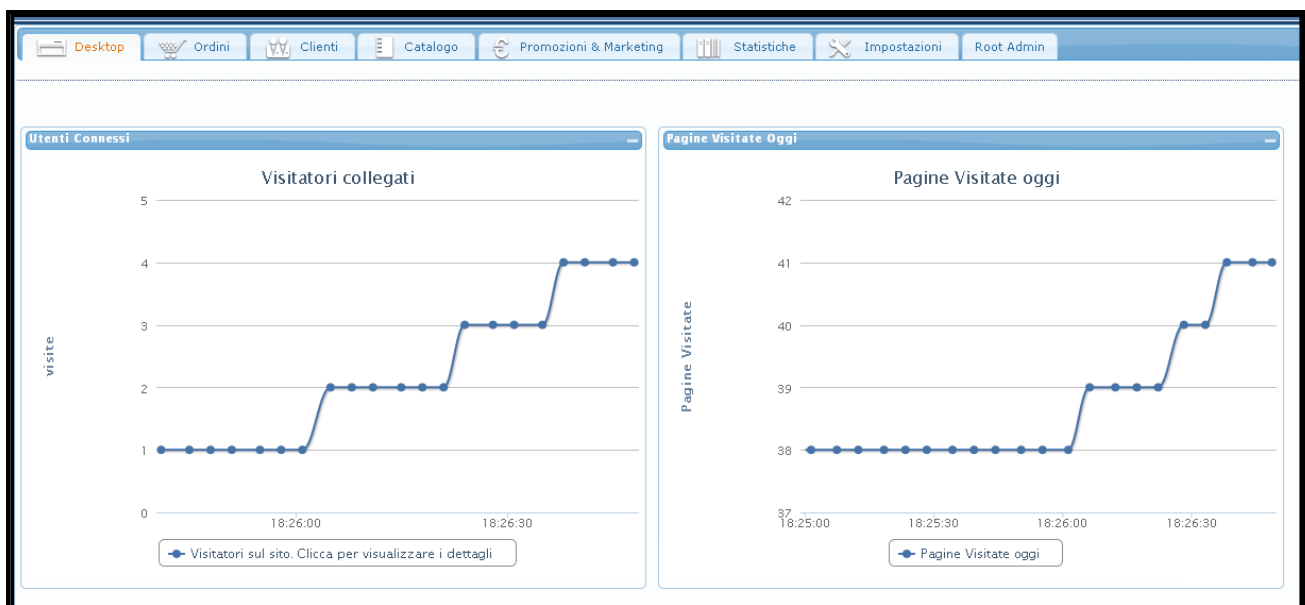 Desktop Ordini Clienti Catalogo Promozioni & Marketing Statistiche Impostazioni Root Admin
Utenti Connessi
Visitatori collegati
visite
5
4
3
2
1
0
18:26:00 18:26:30
Visitatori sul sito. Clicca per visualizzare i dettagli
Pagine Visitate Oggi
Pagine Visitate oggi
Pagine Visitate
42
41
40
39
38
37
18:25:00 18:25:30 18:26:00 18:26:30
Pagine Visitate oggi